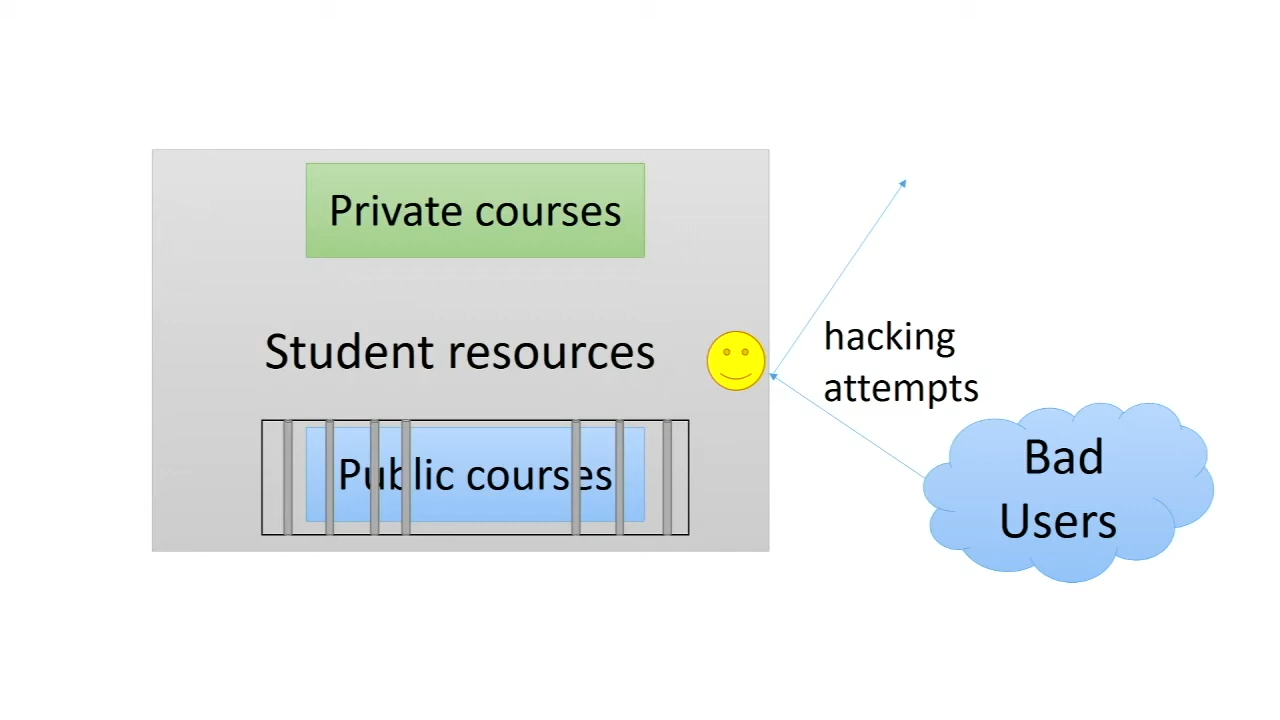 Private courses
Student resources
Public courses
hacking
attempts
Bad
Users